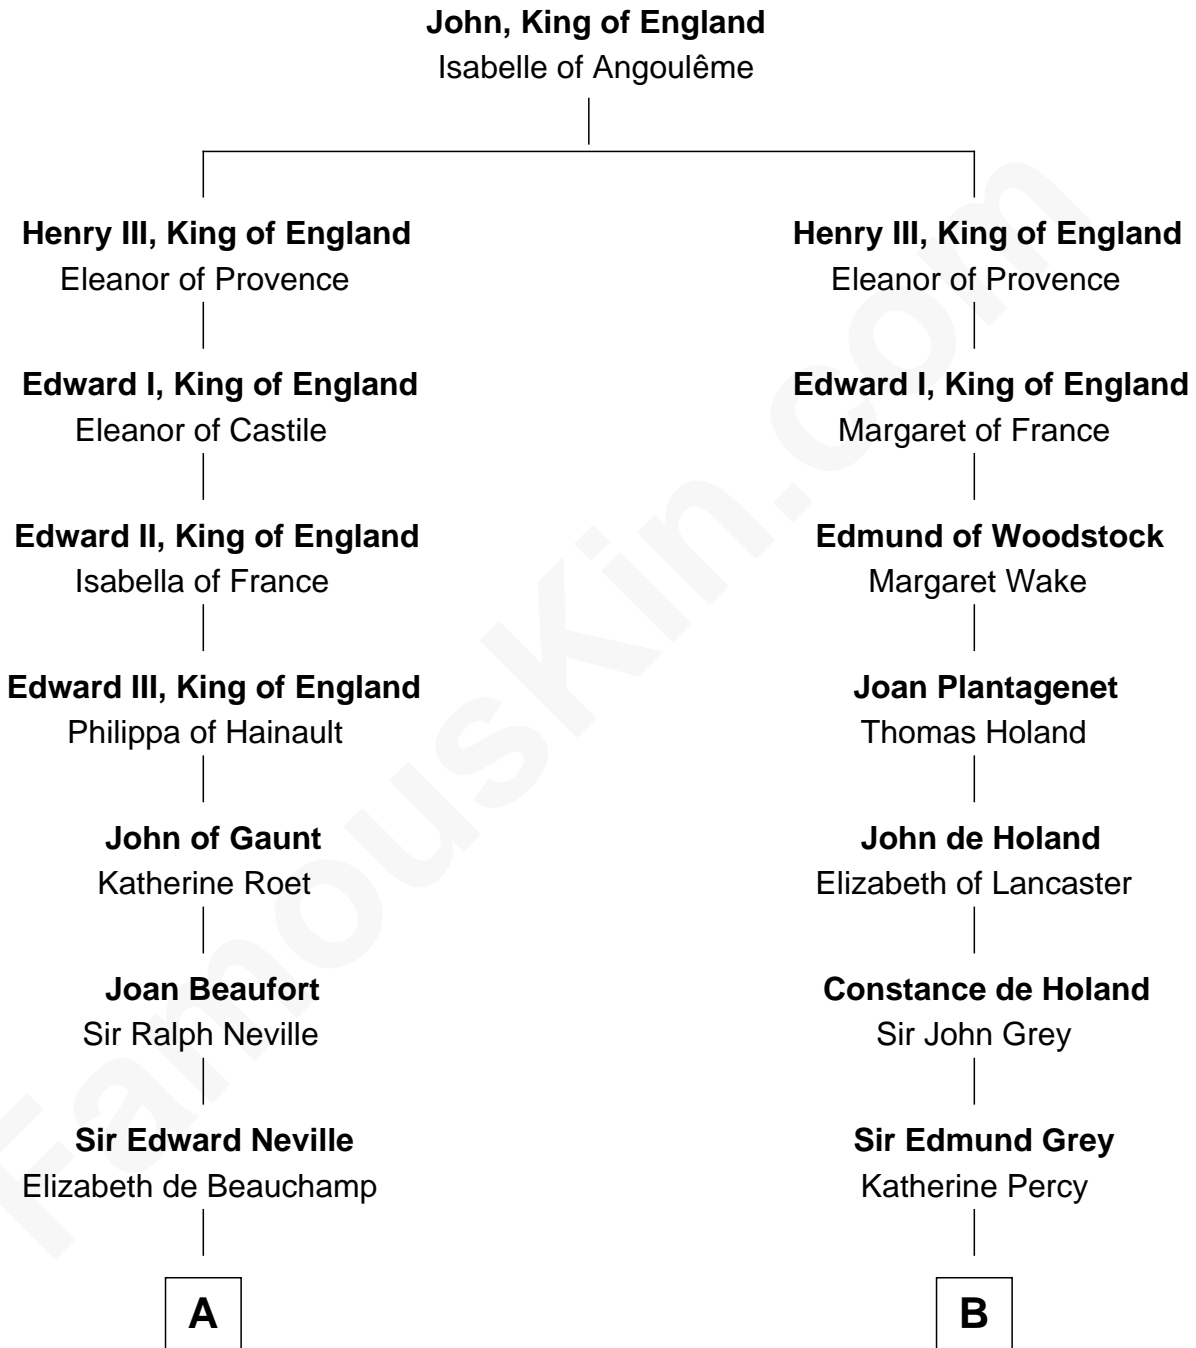 John, King of England
Isabelle of Angoulême
Henry III, King of England
Eleanor of Provence
Edward I, King of England
Eleanor of Castile
Edward II, King of England
Isabella of France
Edward III, King of England
Philippa of Hainault
John of Gaunt
Katherine Roet
Joan Beaufort
Sir Ralph Neville
Sir Edward Neville
Elizabeth de Beauchamp
A
Henry III, King of England
Eleanor of Provence
Edward I, King of England
Margaret of France
Edmund of Woodstock
Margaret Wake
Joan Plantagenet
Thomas Holand
John de Holand
Elizabeth of Lancaster
Constance de Holand
Sir John Grey
Sir Edmund Grey
Katherine Percy
B
FamousKin.com